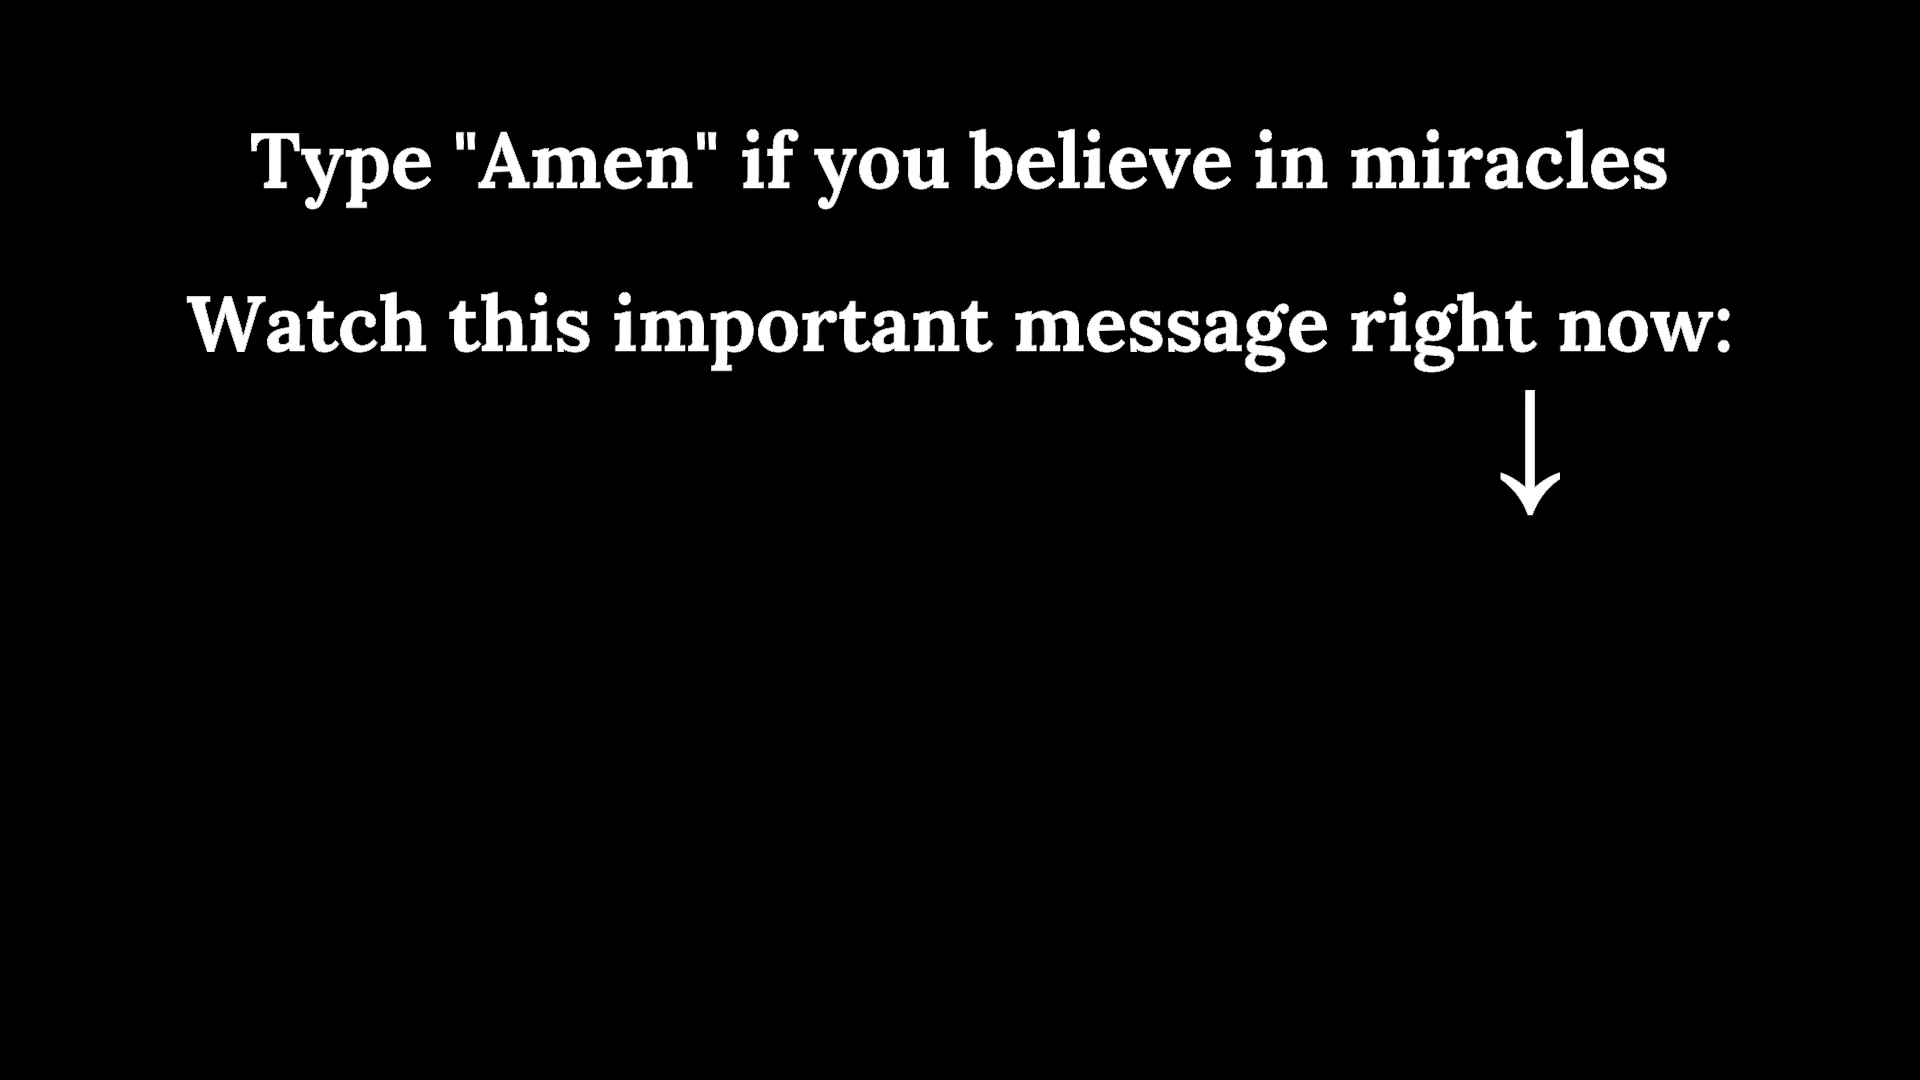 Type "Amen" if you believe in miracles
Watch this important message right now:
↓